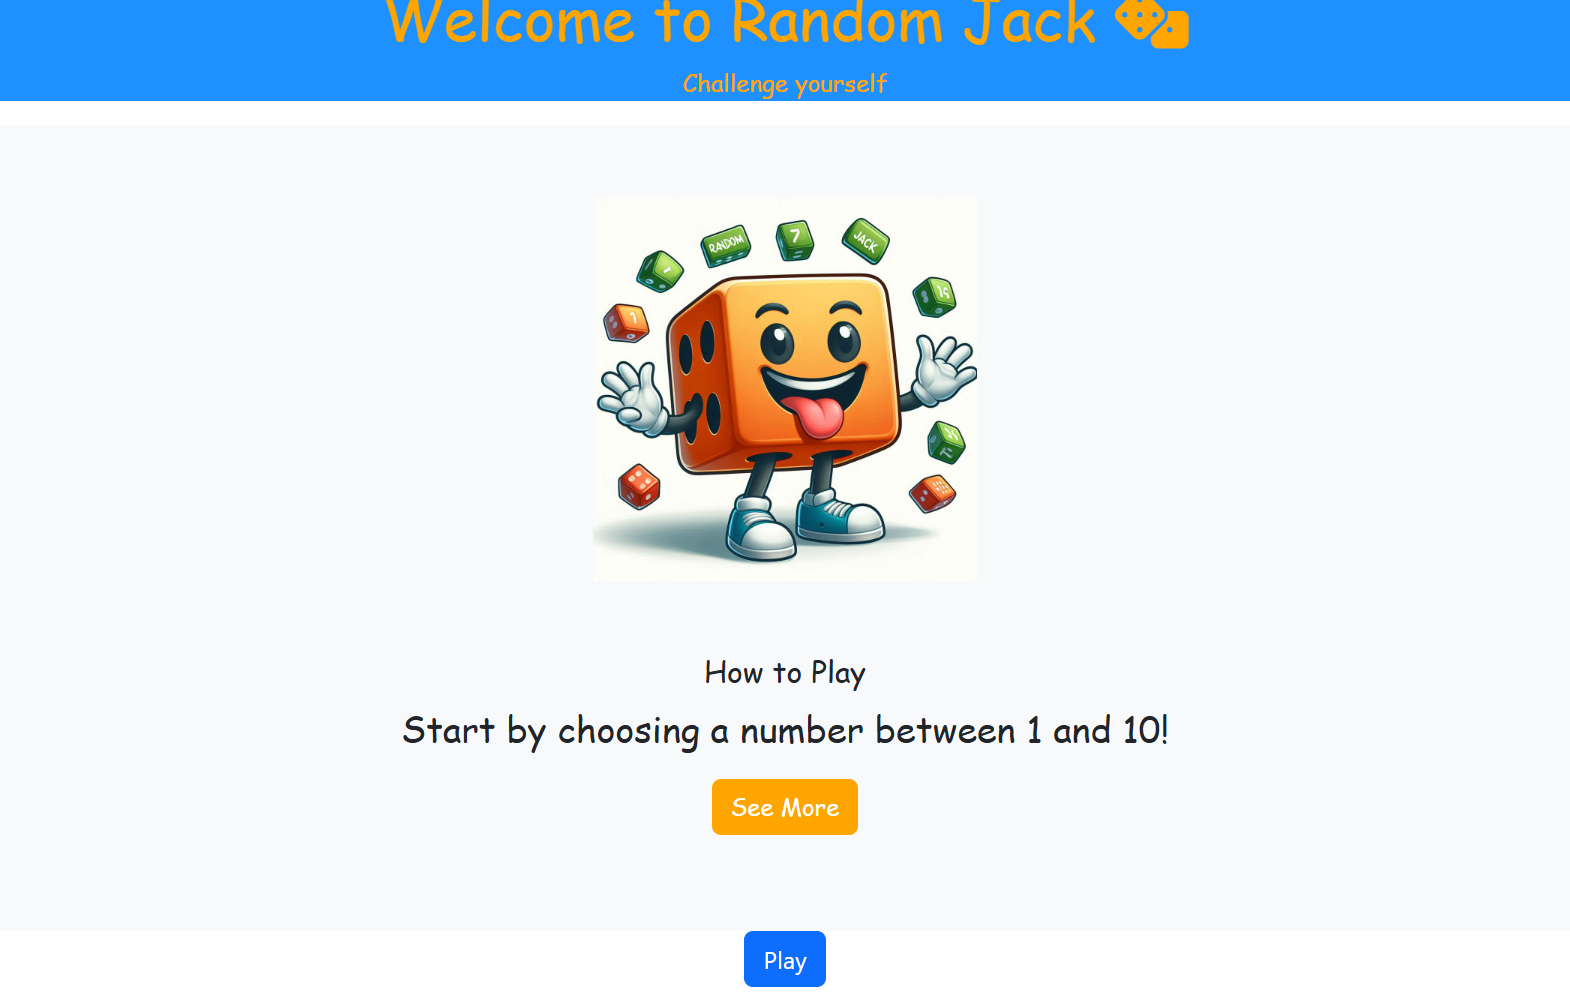 Welcome to Random Jack
Challenge yourself
RANDOM
7
JACK
1
How to Play
Start by choosing a number between 1 and 10!
See More
Play